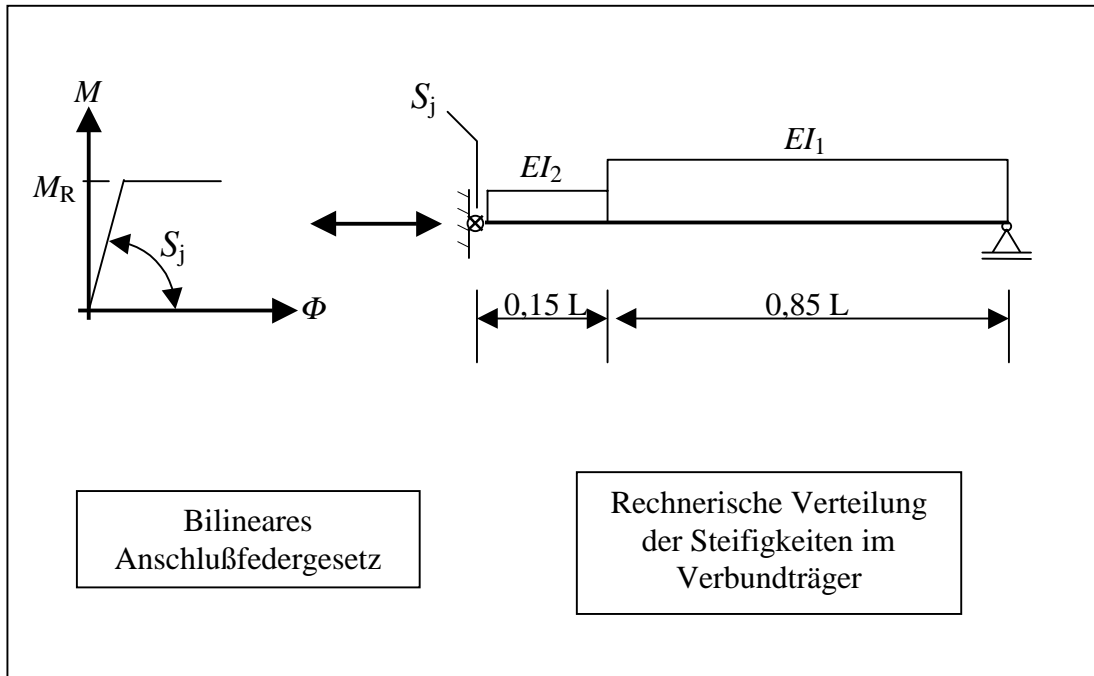 M
M_R
S_j
Φ
S_j
EI_2
EI_1
0,15 L
0,85 L
Bilineares
Anschlußfedergesetz
Rechnerische Verteilung
der Steifigkeiten im
Verbundträger